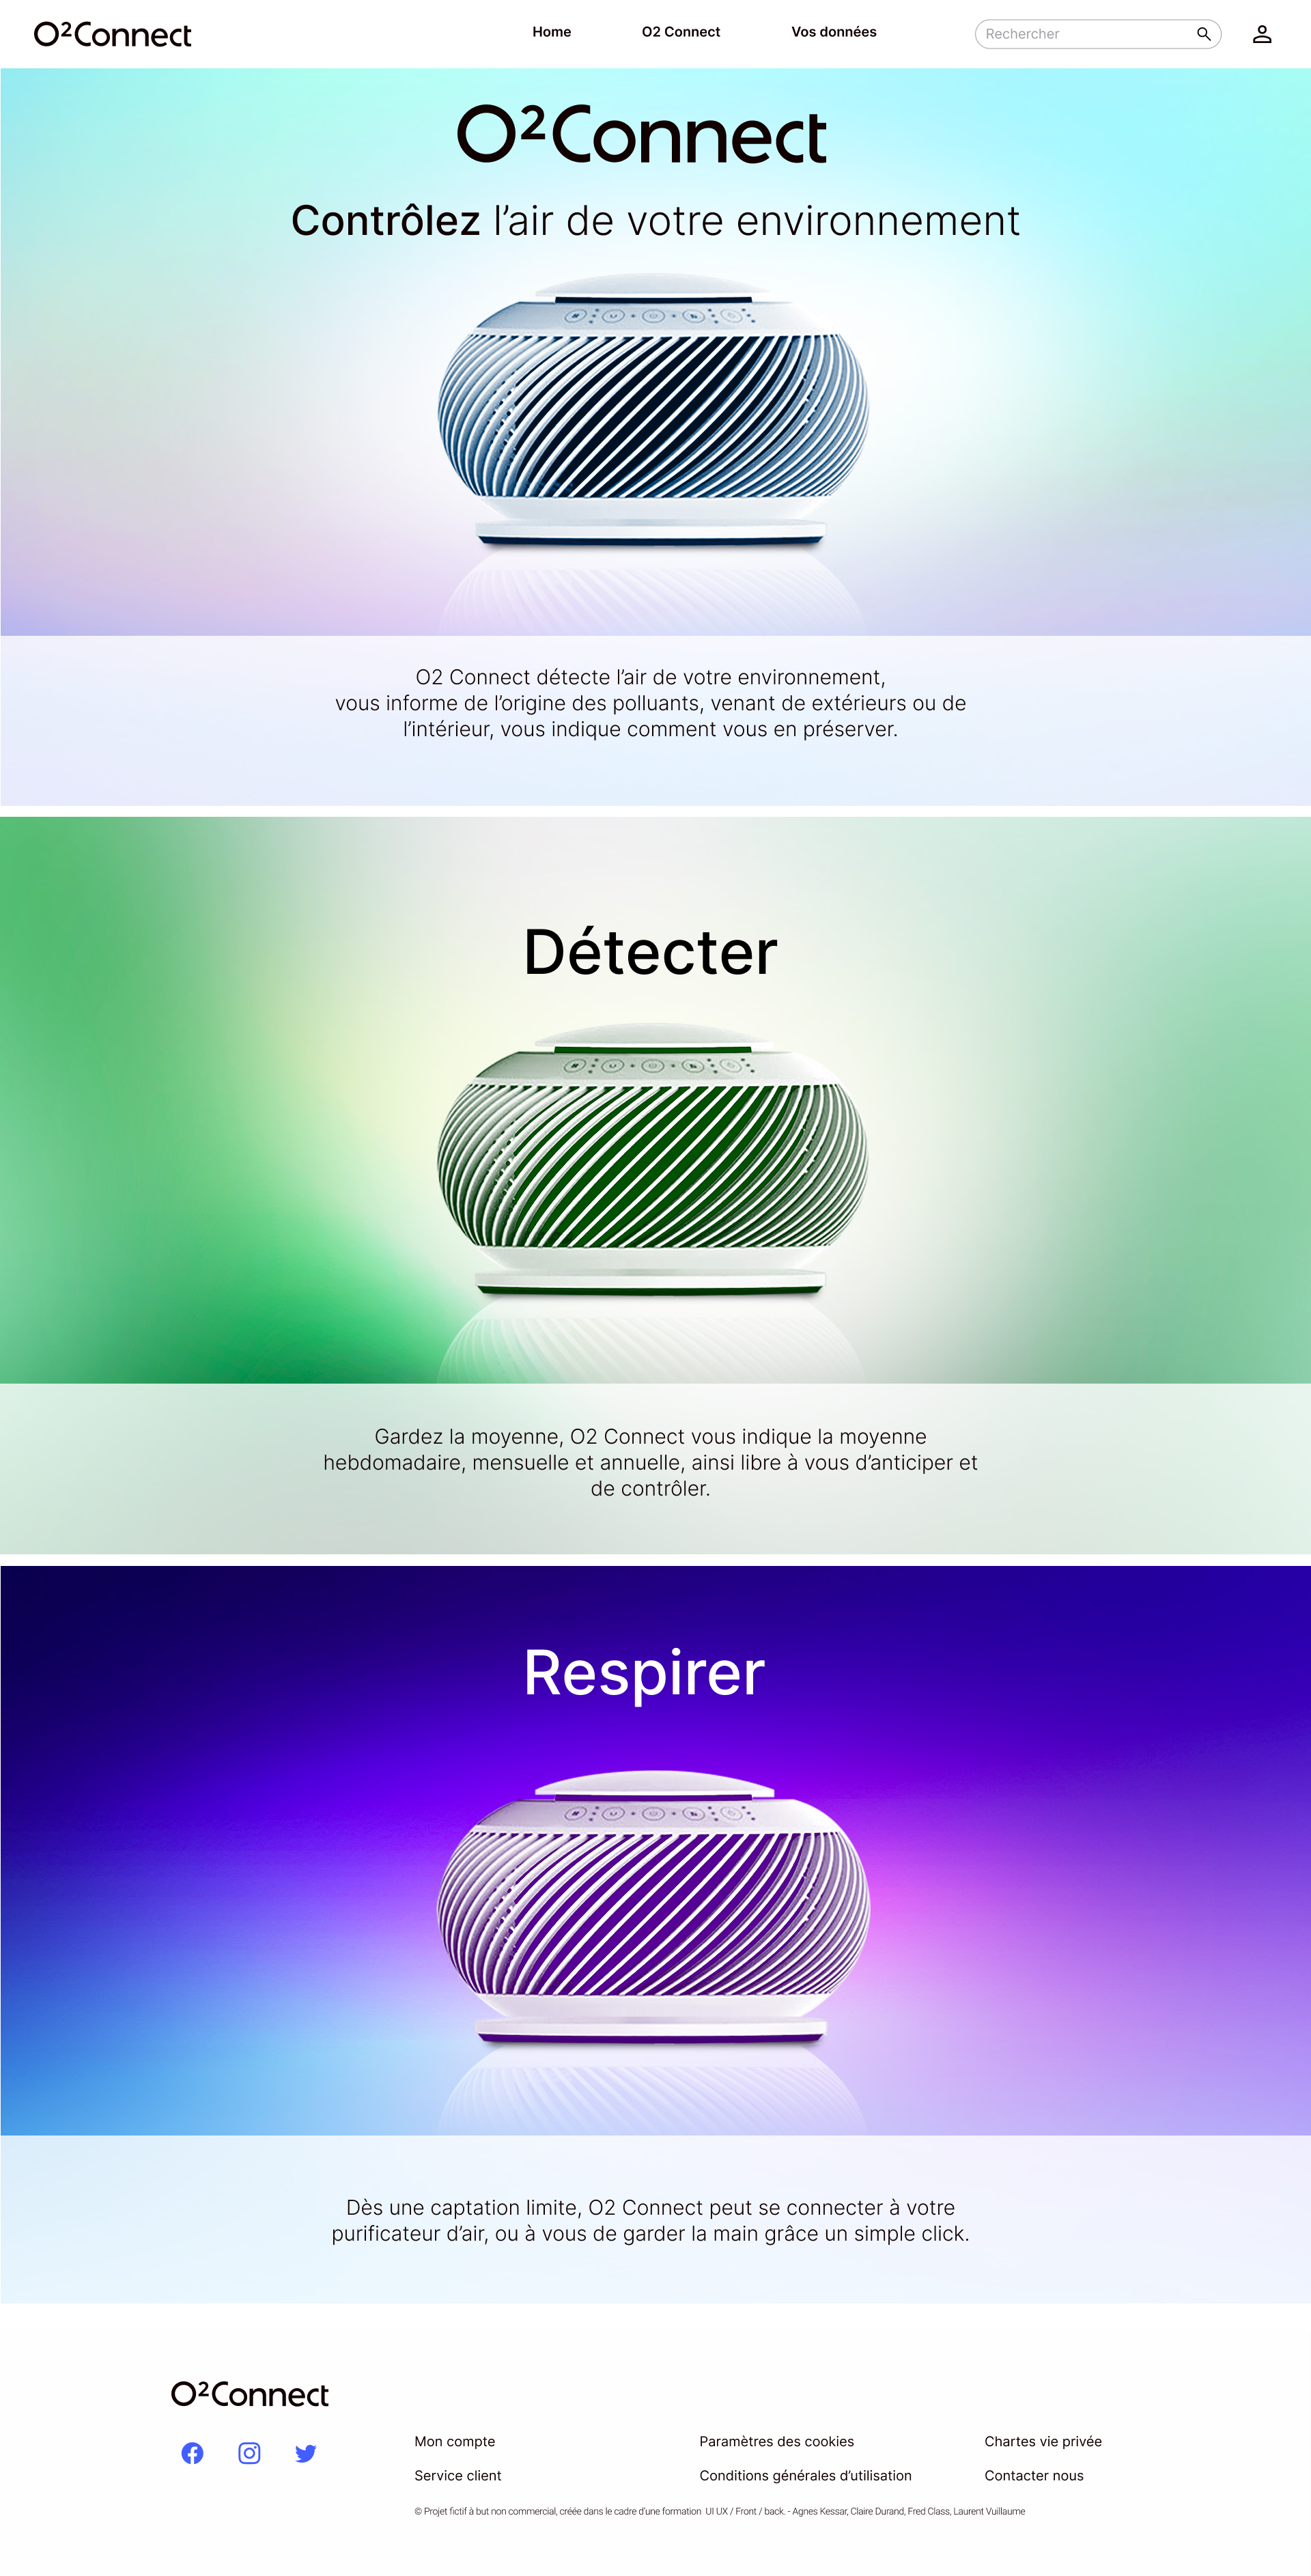 O²Connect
Home
O2 Connect
Vos données
Rechercher
O²Connect
Contrôlez l’air de votre environnement
O2 Connect détecte l’air de votre environnement,
vous informe de l’origine des polluants, venant de extérieurs ou de
l’intérieur, vous indique comment vous en préserver.
Détecter
Gardez la moyenne, O2 Connect vous indique la moyenne
hebdomadaire, mensuelle et annuelle, ainsi libre à vous d’anticiper et
de contrôler.
Respirer
Dès une captation limite, O2 Connect peut se connecter à votre
purificateur d’air, ou à vous de garder la main grâce un simple click.
O²Connect
Mon compte
Paramètres des cookies
Chartes vie privée
Service client
Conditions générales d’utilisation
Contacter nous
© Projet fictif à but non commercial, créée dans le cadre d’une formation UI UX / Front / back. - Agnes Kessar, Claire Durand, Fred Class, Laurent Vuillaume